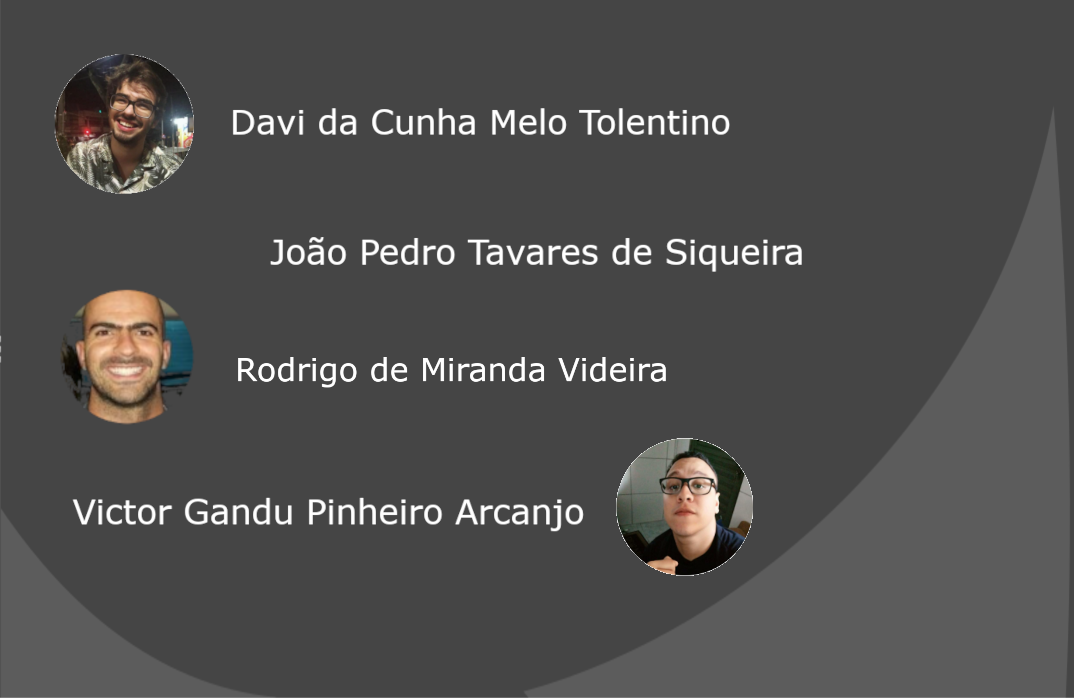 Davi da Cunha Melo Tolentino
João Pedro Tavares de Siqueira
Rodrigo de Miranda Videira
Victor Gandu Pinheiro Arcanjo